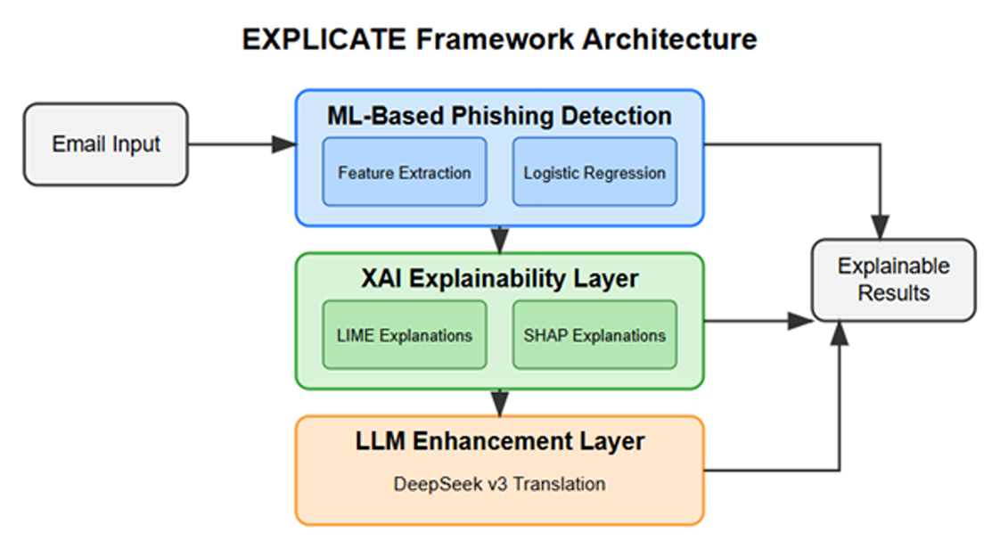 EXPLICATE Framework Architecture
Email Input
ML-Based Phishing Detection
Feature Extraction
Logistic Regression
XAI Explainability Layer
LIME Explanations
SHAP Explanations
LLM Enhancement Layer
DeepSeek v3 Translation
Explainable
Results